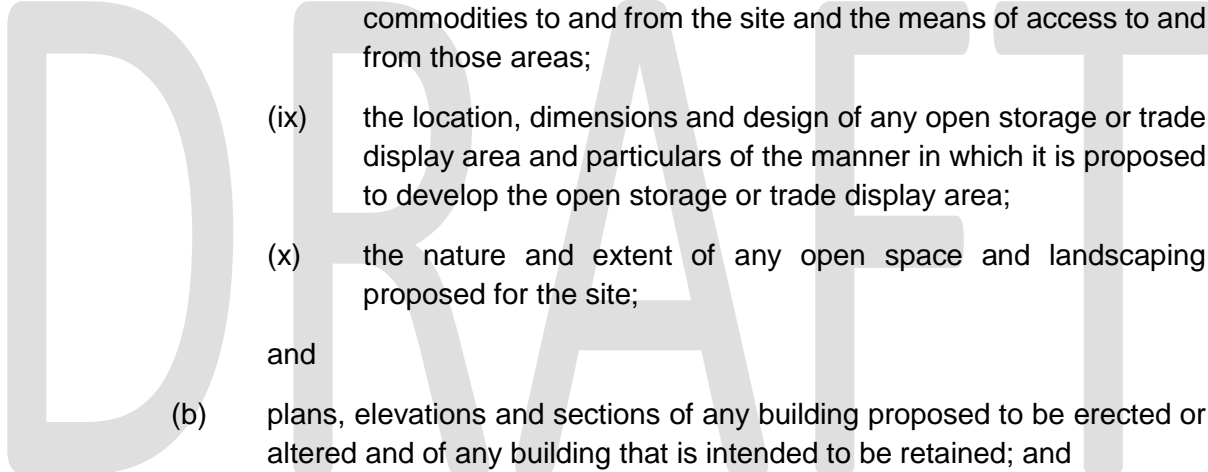 DRAFT
commodities to and from the site and the means of access to and
from those areas;
(ix) the location, dimensions and design of any open storage or trade
display area and particulars of the manner in which it is proposed
to develop the open storage or trade display area;
(x) the nature and extent of any open space and landscaping
proposed for the site;
and
(b) plans, elevations and sections of any building proposed to be erected or
altered and of any building that is intended to be retained; and